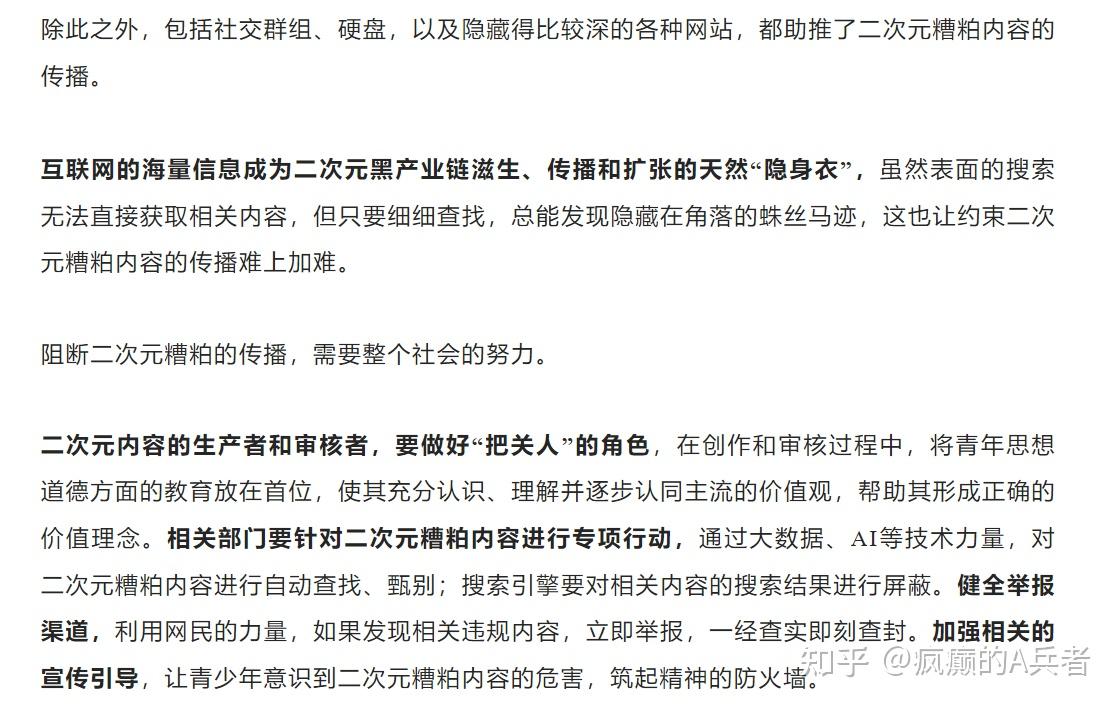 除此之外，包括社交群组、硬盘，以及隐藏得比较深的各种网站，都助推了二次元糟粕内容的
传播。
互联网的海量信息成为二次元黑产业链滋生、传播和扩张的天然“隐身衣”，虽然表面的搜索
无法直接获取相关内容，但只要细细查找，总能发现隐藏在角落的蛛丝马迹，这也让约束二次
元糟粕内容的传播难上加难。
阻断二次元糟粕的传播，需要整个社会的努力。
二次元内容的生产者和审核者，要做好“把关人”的角色，在创作和审核过程中，将青年思想
道德方面的教育放在首位，使其充分认识、理解并逐步认同主流的价值观，帮助其形成正确的
价值理念。相关部门要针对二次元糟粕内容进行专项行动，通过大数据、AI等技术力量，对
二次元糟粕内容进行自动查找、甄别；搜索引擎要对相关内容的搜索结果进行屏蔽。健全举报
渠道，利用网民的力量，如果发现相关违规内容，立即举报，一经查实即刻查封。加强相关的
宣传引导，让青少年意识到二次元糟粕内容的危害，筑起精神的防火墙。
知乎 @疯癫的A兵者